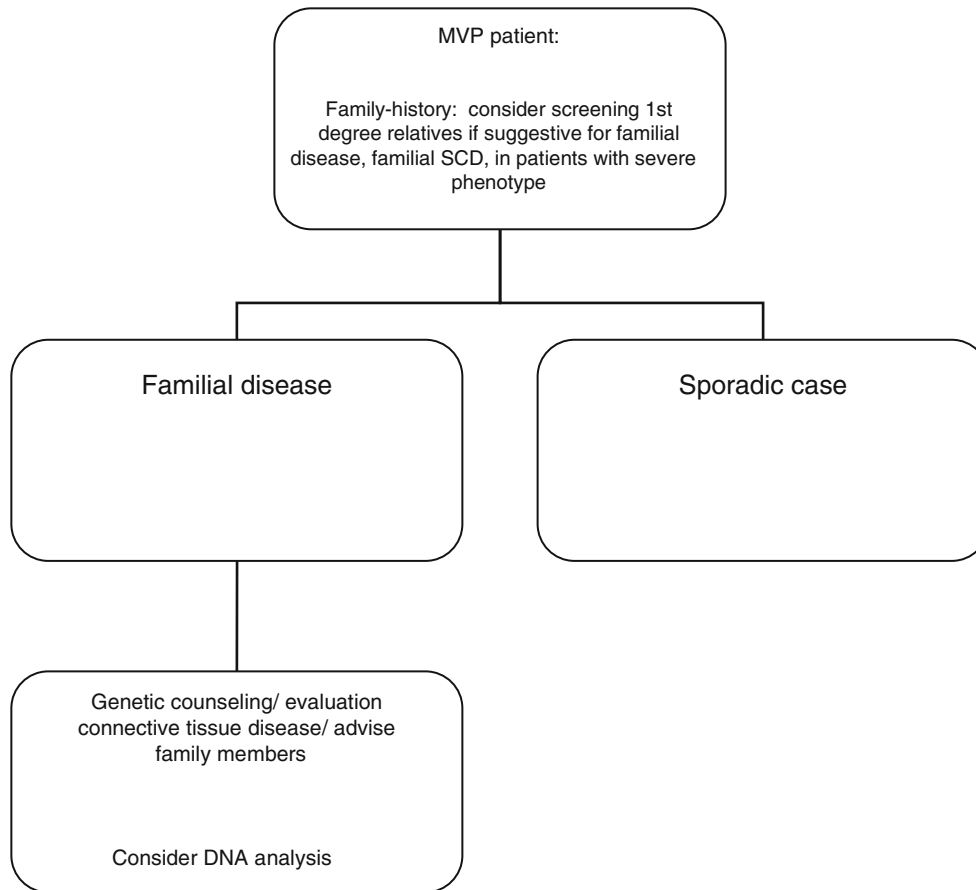 MVP patient:
Family-history: consider screening 1st
degree relatives if suggestive for familial
disease, familial SCD, in patients with severe
phenotype
Familial disease
Sporadic case
Genetic counseling/ evaluation
connective tissue disease/ advise
family members
Consider DNA analysis